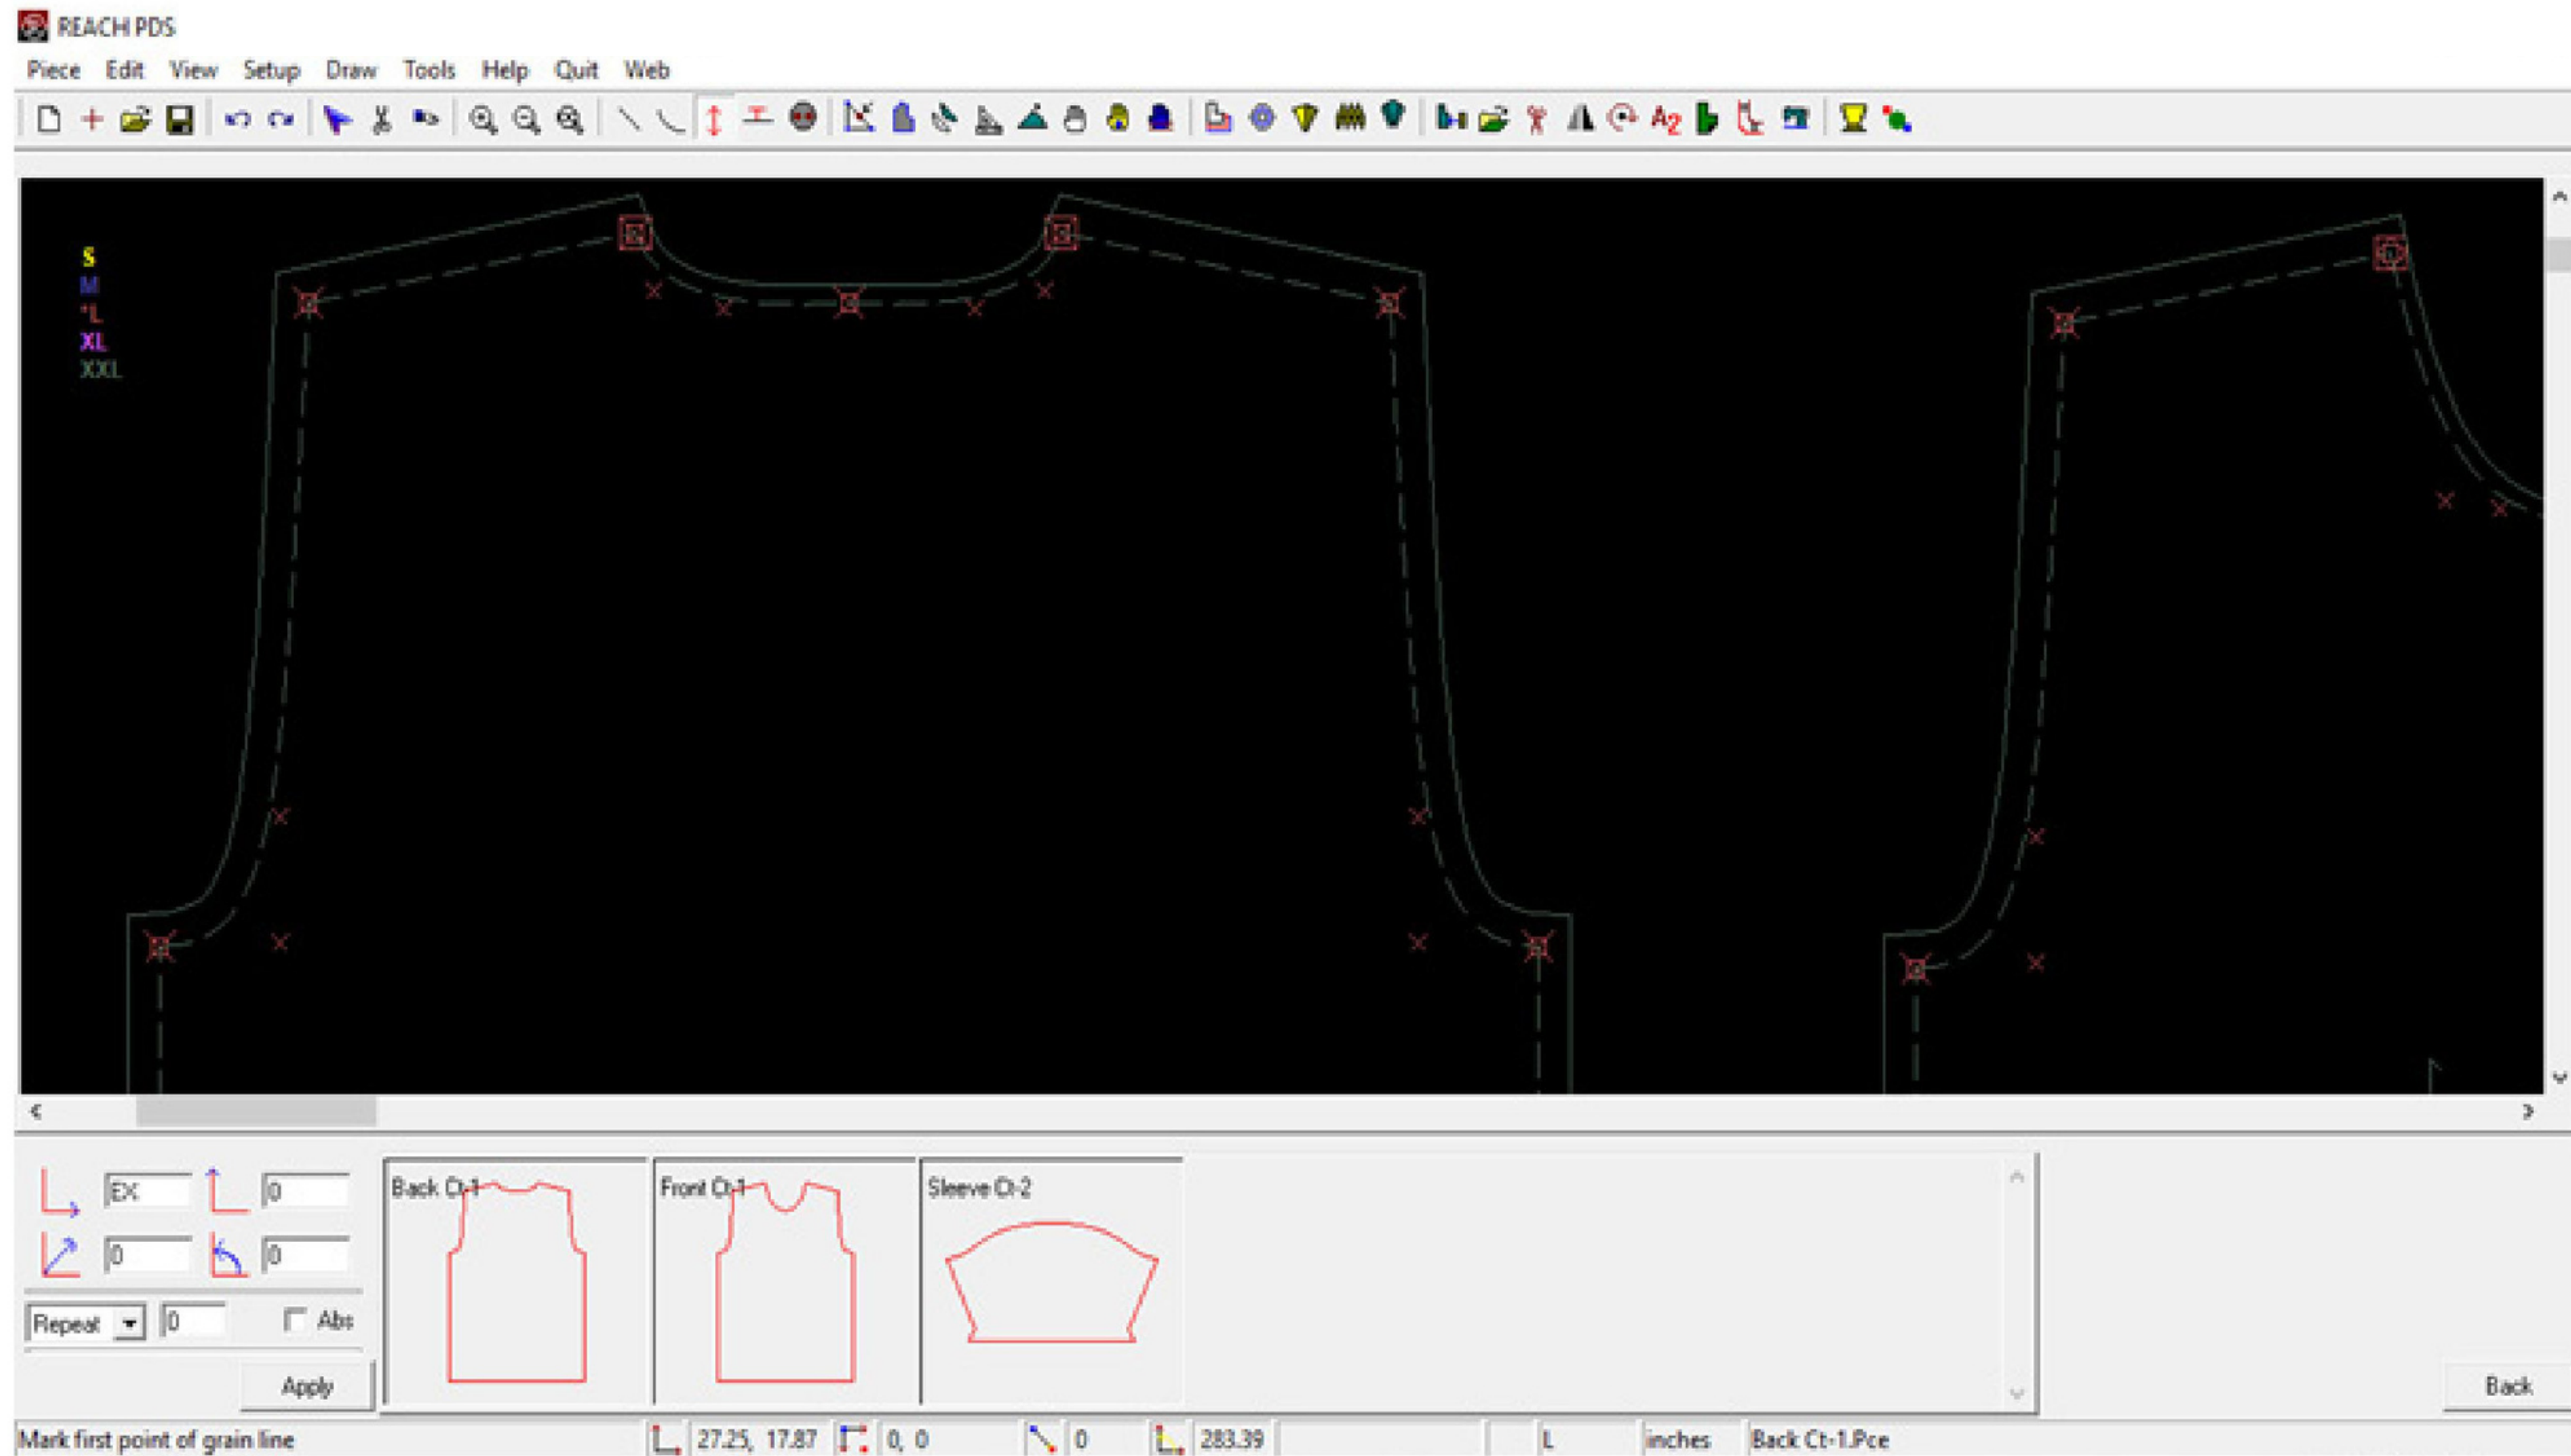 REACH PDS
Piece Edit View Setup Draw Tools Help Quit Web
A2
S
M
*L
XL
XXL
EX 0
0 0
Repeat 0 Abs
Apply
Back Ct-1
Front Ct-1
Sleeve Ct-2
Back
Mark first point of grain line 27.25, 17.87 0, 0 0 283.39 L inches Back Ct-1.Pce